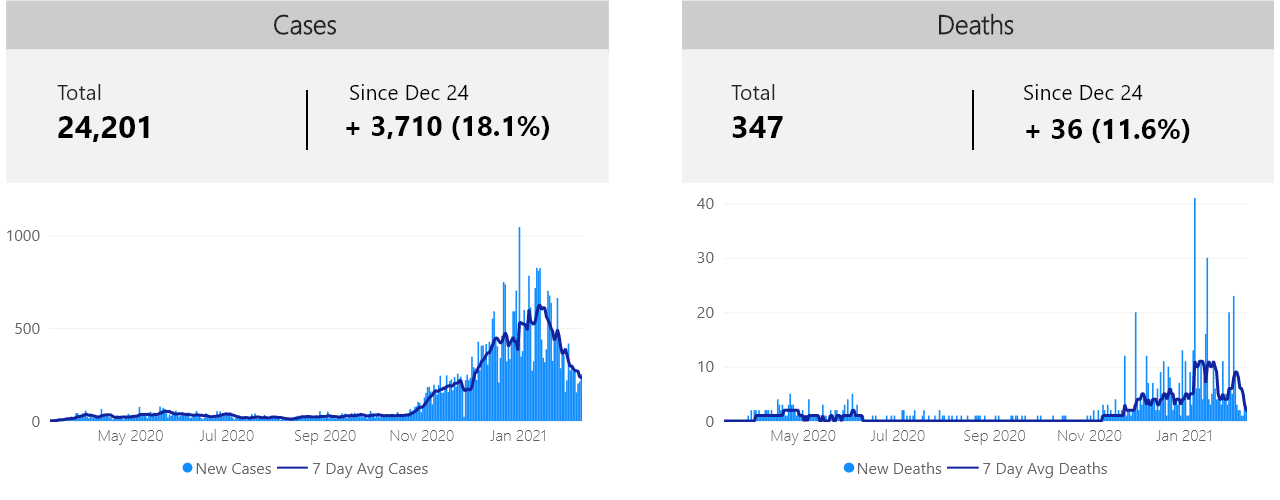 Cases
Total
24,201
Since Dec 24
+ 3,710 (18.1%)
1000
500
0
May 2020 Jul 2020 Sep 2020 Nov 2020 Jan 2021
New Cases 7 Day Avg Cases
Deaths
Total
347
Since Dec 24
+ 36 (11.6%)
40
30
20
10
0
May 2020 Jul 2020 Sep 2020 Nov 2020 Jan 2021
New Deaths 7 Day Avg Deaths